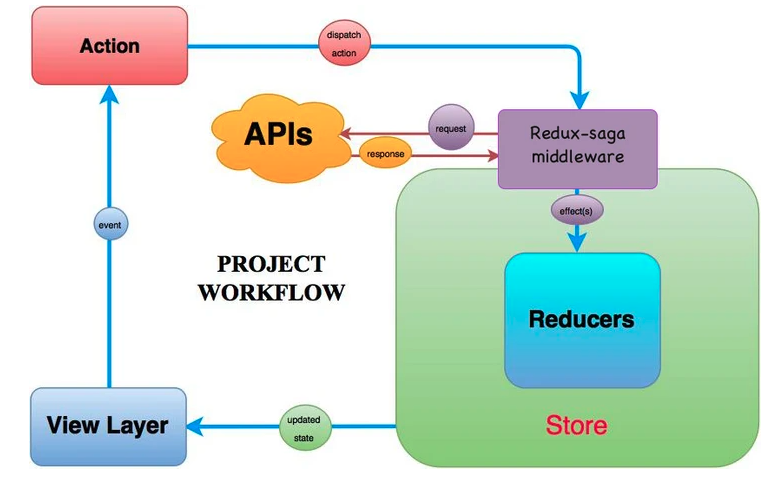 Action
dispatch
action
APIs
request
response
Redux-saga
middleware
effect(s)
event
PROJECT
WORKFLOW
Reducers
View Layer
updated
state
Store